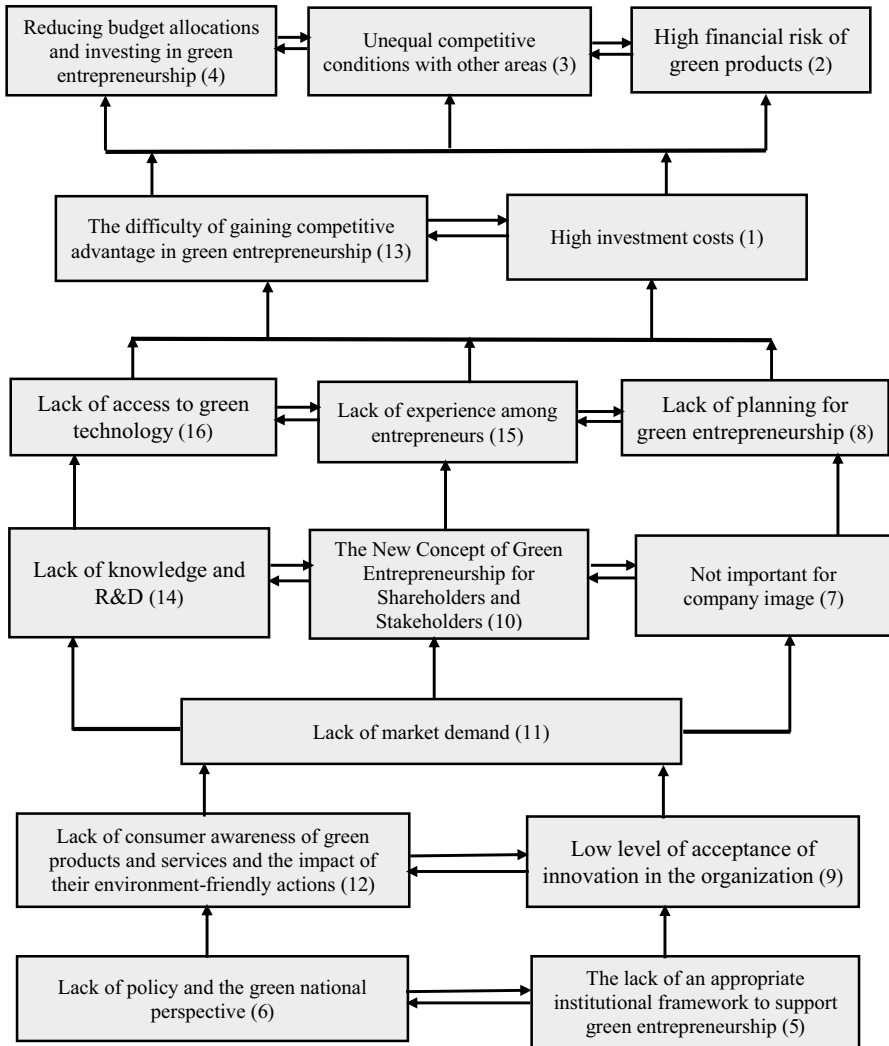 Reducing budget allocations
and investing in green
entrepreneurship (4)
Unequal competitive
conditions with other areas (3)
High financial risk of
green products (2)
The difficulty of gaining competitive
advantage in green entrepreneurship (13)
High investment costs (1)
Lack of access to green
technology (16)
Lack of experience among
entrepreneurs (15)
Lack of planning for
green entrepreneurship (8)
Lack of knowledge and
R&D (14)
The New Concept of Green
Entrepreneurship for
Shareholders and
Stakeholders (10)
Not important for
company image (7)
Lack of market demand (11)
Lack of consumer awareness of green
products and services and the impact of
their environment-friendly actions (12)
Low level of acceptance of
innovation in the organization (9)
Lack of policy and the green national
perspective (6)
The lack of an appropriate
institutional framework to support
green entrepreneurship (5)